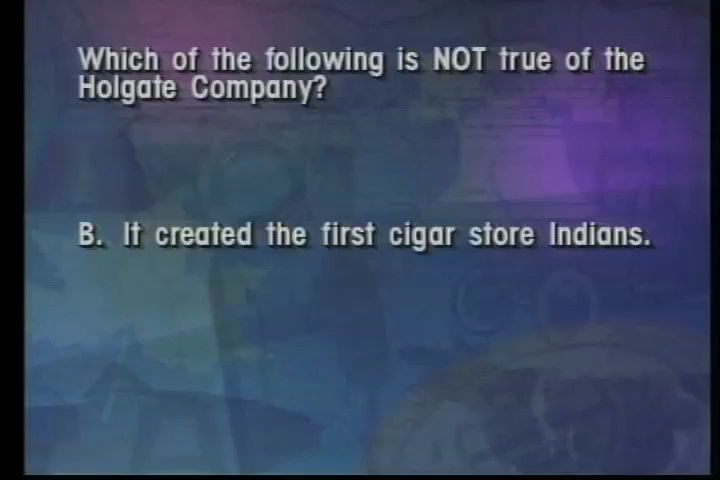 Which of the following is NOT true of the
Holgate Company?
B. It created the first cigar store Indians.